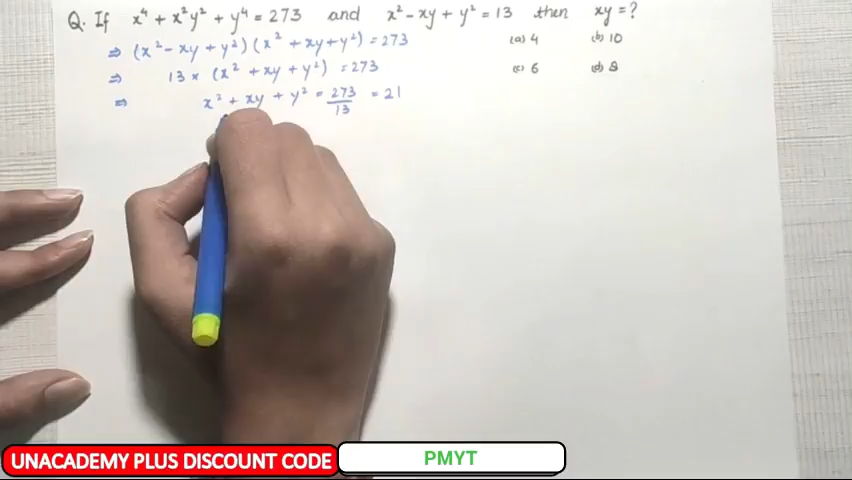 Q. If x⁴ + x²y² + y⁴ = 273 and x² - xy + y² = 13 then xy = ?
⇒ (x² - xy + y²) (x² + xy + y²) = 273 (a) 4 (b) 10
⇒ 13 × (x² + xy + y²) = 273 (c) 6 (d) 8
⇒ x² + xy + y² = 273/13 = 21
UNACADEMY PLUS DISCOUNT CODE PMYT